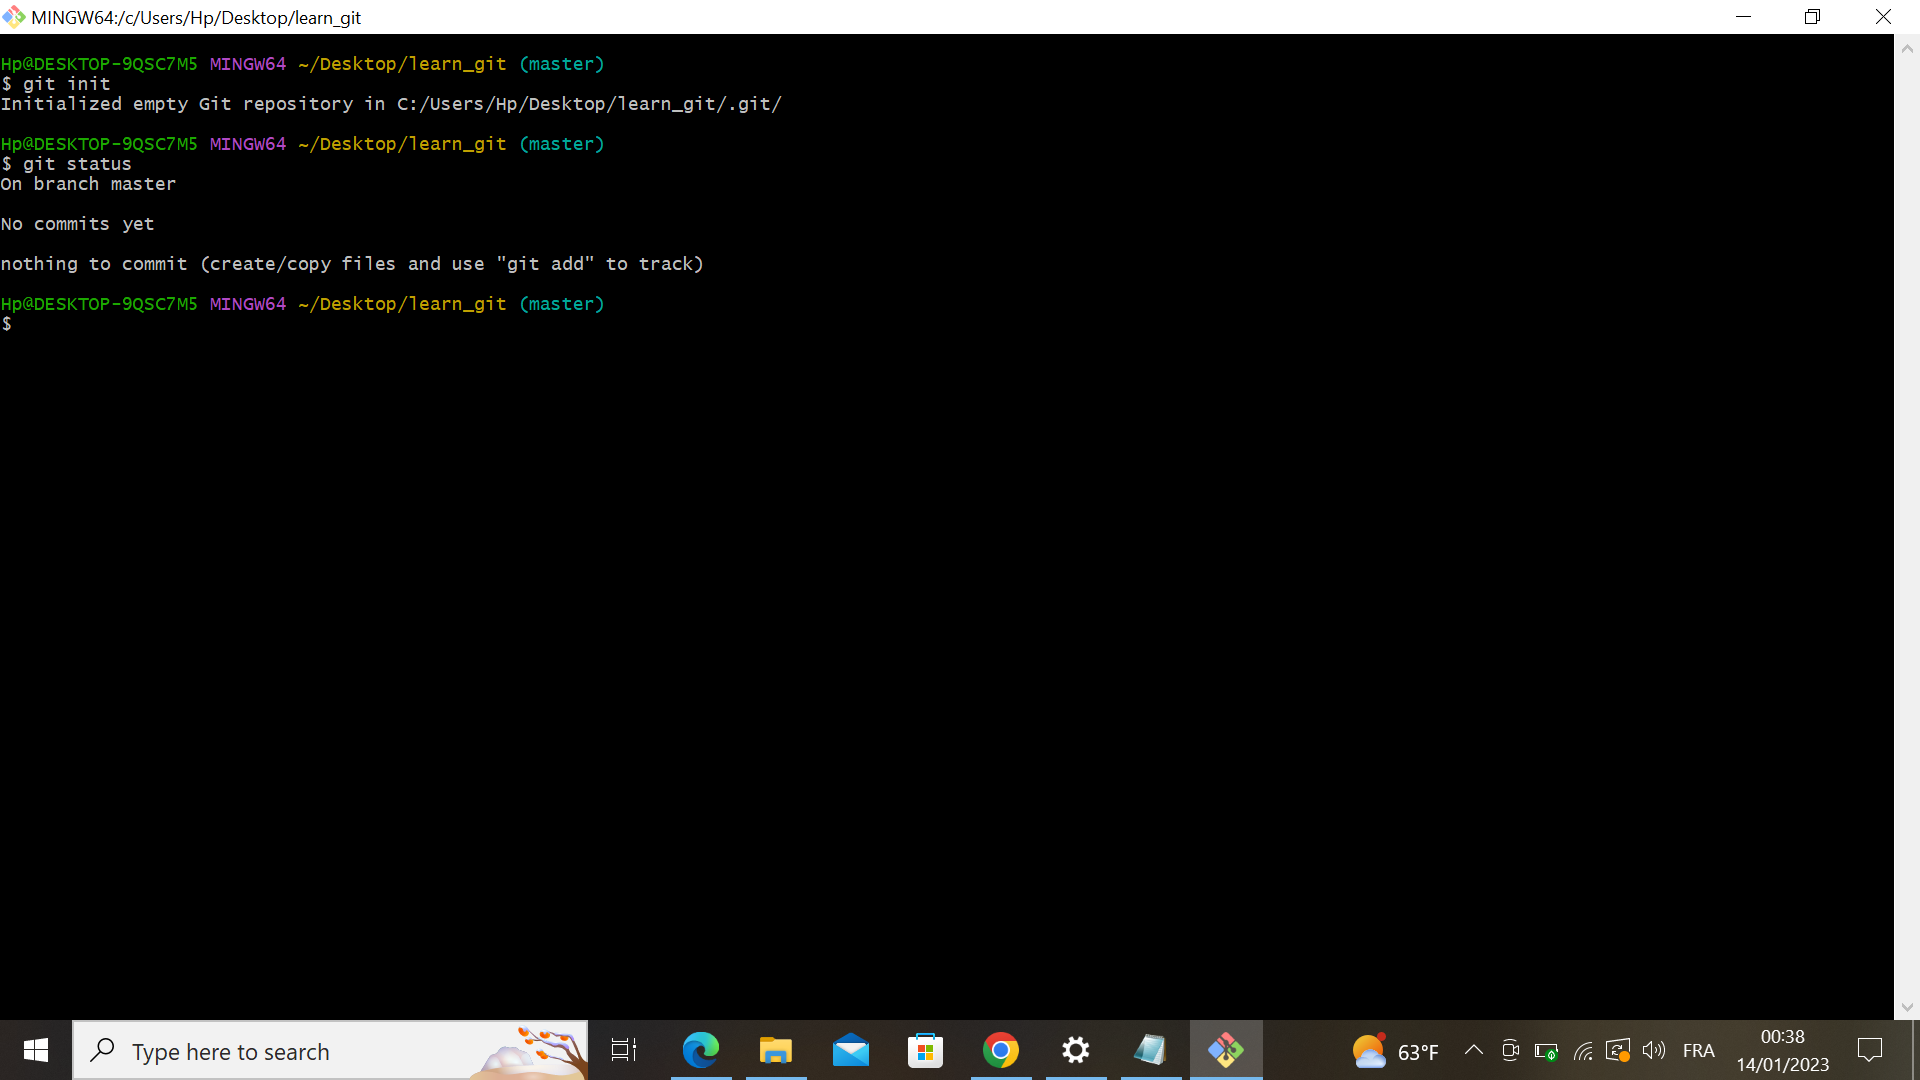 MINGW64:/c/Users/Hp/Desktop/learn_git
Hp@DESKTOP-9QSC7M5 MINGW64 ~/Desktop/learn_git (master)
$ git init
Initialized empty Git repository in C:/Users/Hp/Desktop/learn_git/.git/
Hp@DESKTOP-9QSC7M5 MINGW64 ~/Desktop/learn_git (master)
$ git status
On branch master
No commits yet
nothing to commit (create/copy files and use "git add" to track)
Hp@DESKTOP-9QSC7M5 MINGW64 ~/Desktop/learn_git (master)
$
Type here to search
63°F
FRA
00:38
14/01/2023